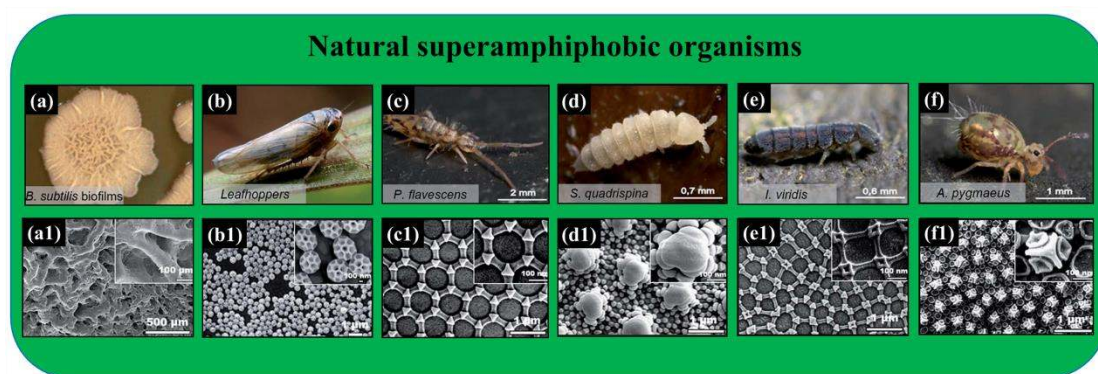 Natural superamphiphobic organisms
(a)
B. subtilis biofilms
(b)
Leafhoppers
(c)
P. flavescens
2 mm
(d)
S. quadrispina
0,7 mm
(e)
I. viridis
0,6 mm
(f)
A. pygmaeus
1 mm
(a1)
100 μm
500 μm
(b1)
100 nm
1 μm
(c1)
100 nm
1 μm
(d1)
100 nm
1 μm
(e1)
100 nm
1 μm
(f1)
100 nm
1 μm